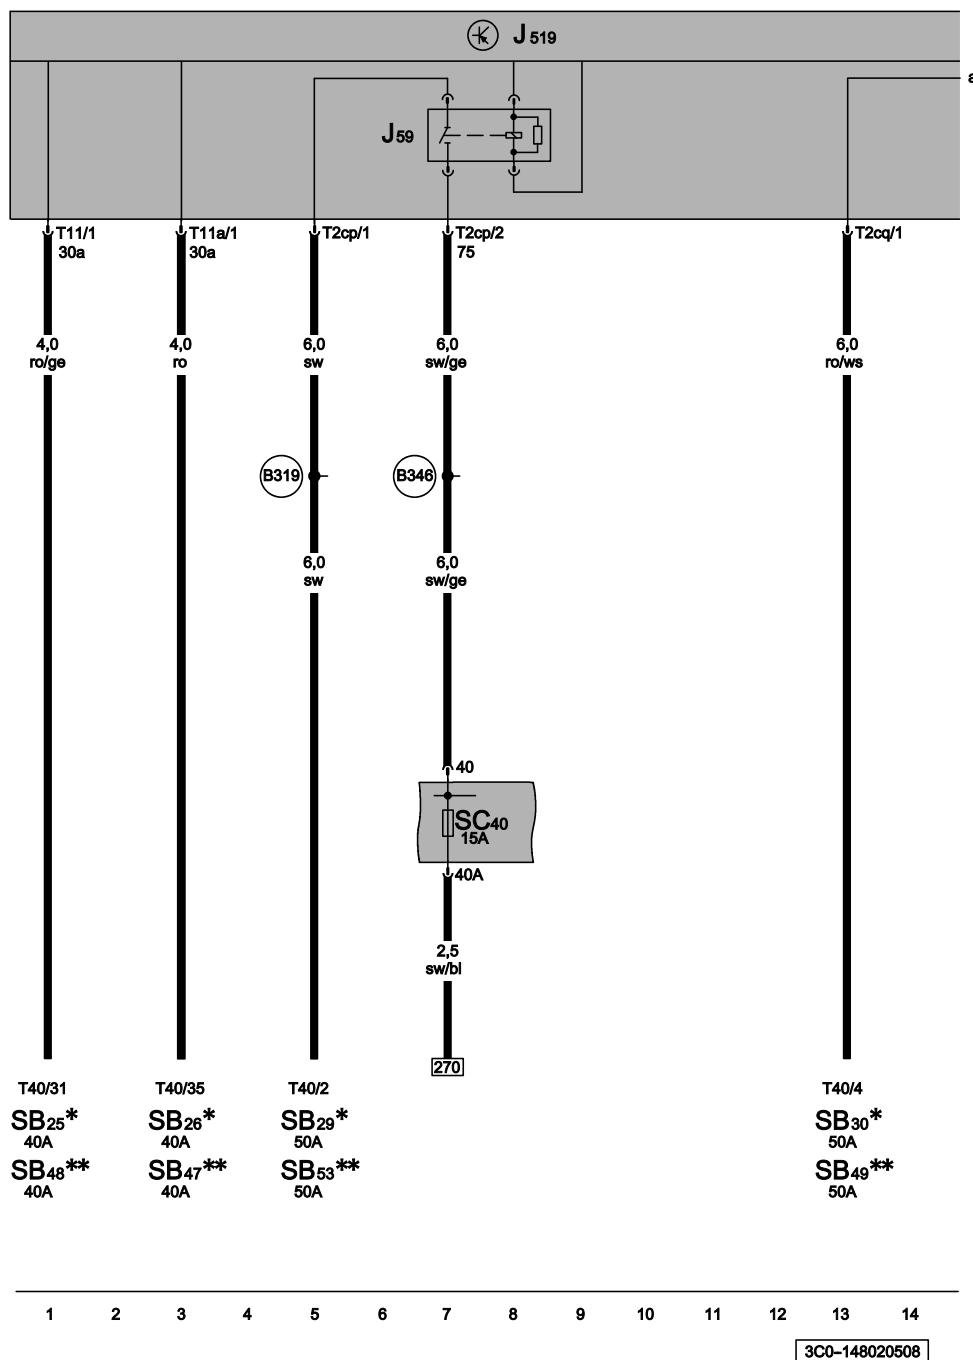 J 519
a
J59
T11/1
30a
T11a/1
30a
T2cp/1
T2cp/2
75
T2cq/1
4,0
ro/ge
4,0
ro
6,0
sw
6,0
sw/ge
6,0
ro/ws
B319
B346
6,0
sw
6,0
sw/ge
40
SC40
15A
40A
2,5
sw/bl
270
T40/31
T40/35
T40/2
T40/4
SB25*
40A
SB26*
40A
SB29*
50A
SB30*
50A
SB48**
40A
SB47**
40A
SB53**
50A
SB49**
50A
1 2 3 4 5 6 7 8 9 10 11 12 13 14
3C0-148020508